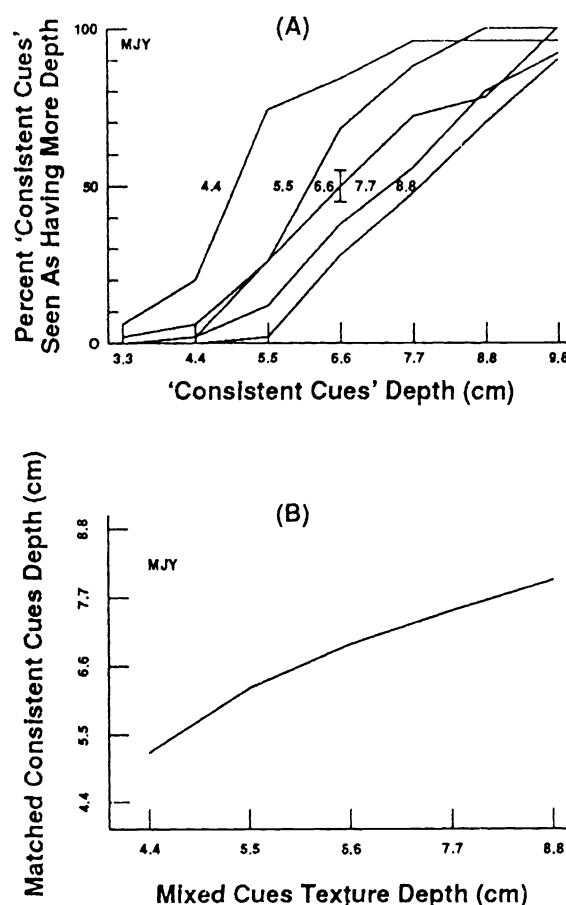 (A)
MJY
100
50
0
Percent 'Consistent Cues'
Seen As Having More Depth
4.4 5.5 6.6 7.7 8.8
3.3 4.4 5.5 6.6 7.7 8.8 9.8
'Consistent Cues' Depth (cm)
(B)
MJY
Matched Consistent Cues Depth (cm)
8.8
7.7
6.6
5.5
4.4
4.4 5.5 5.6 7.7 8.8
Mixed Cues Texture Depth (cm)